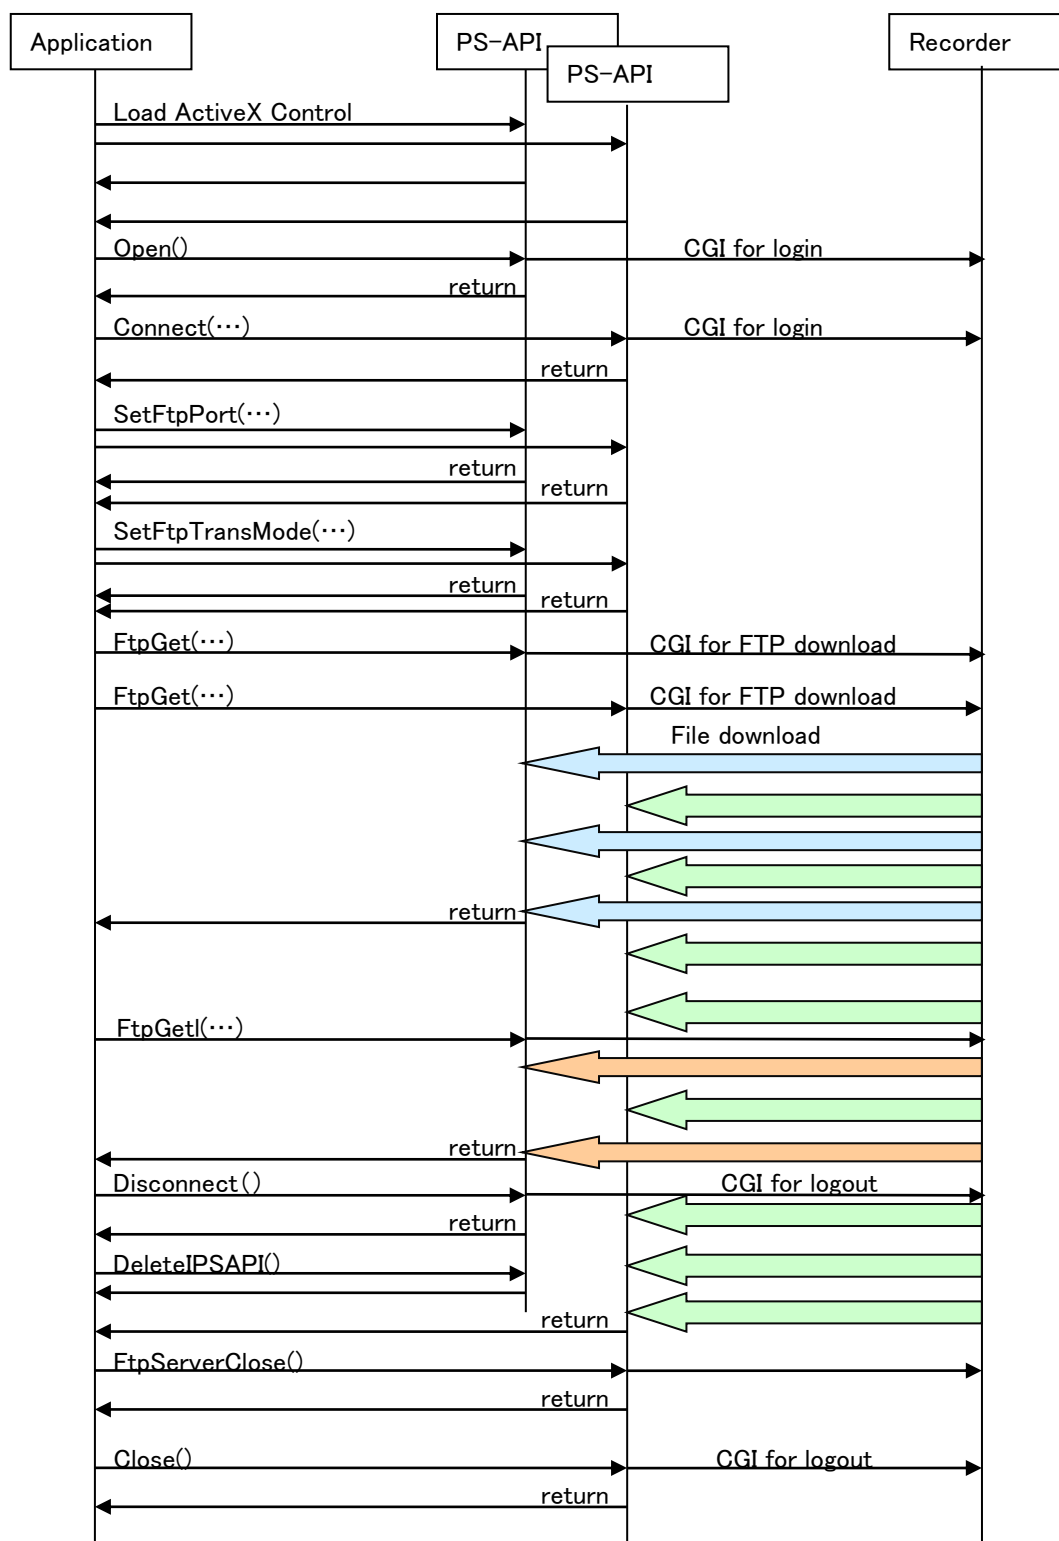 Application
PS-API
PS-API
Recorder
Load ActiveX Control
Open()
CGI for login
return
Connect(･･･)
CGI for login
return
SetFtpPort(･･･)
return
return
SetFtpTransMode(･･･)
return
return
FtpGet(･･･)
CGI for FTP download
FtpGet(･･･)
CGI for FTP download
File download
return
FtpGetl(･･･)
return
Disconnect()
CGI for logout
return
DeleteIPSAPI()
return
FtpServerClose()
return
Close()
CGI for logout
return